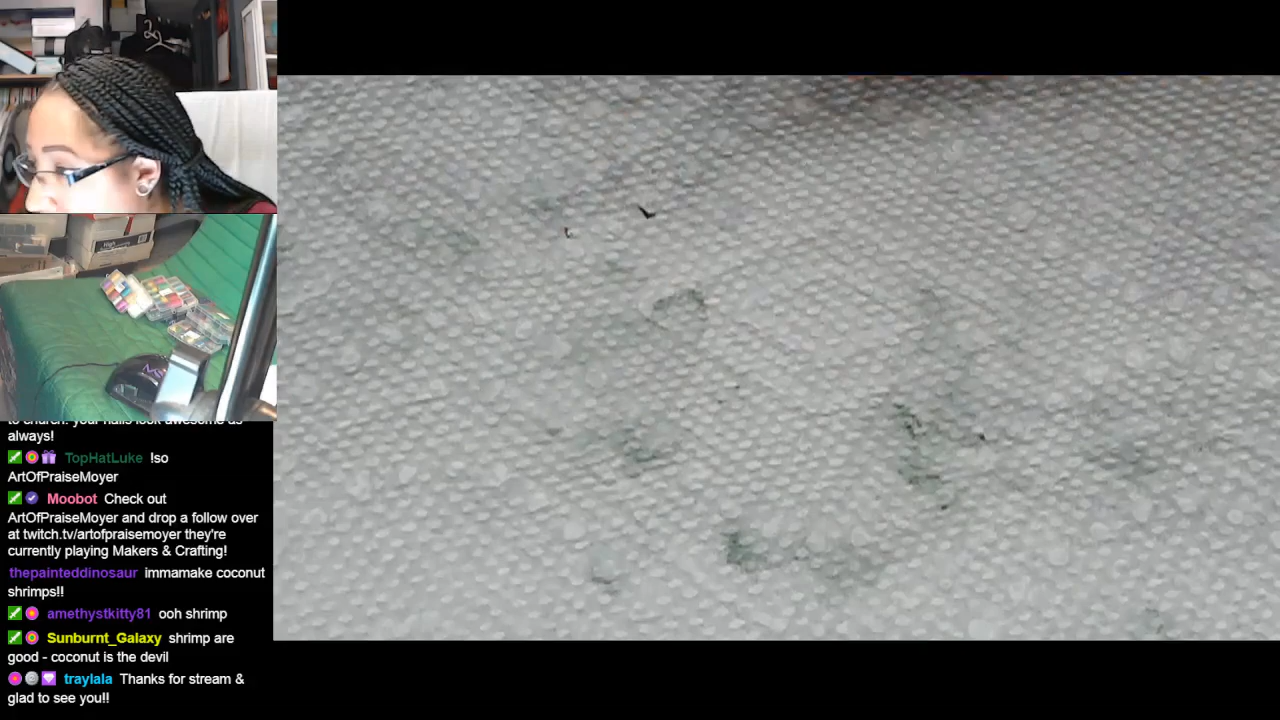 always!
TopHatLuke !so
ArtOfPraiseMoyer
Moobot Check out
ArtOfPraiseMoyer and drop a follow over
at twitch.tv/artofpraisemoyer they're
currently playing Makers & Crafting!
thepainteddinosaur immamake coconut
shrimps!!
amethystkitty81 ooh shrimp
Sunburnt_Galaxy shrimp are
good - coconut is the devil
traylala Thanks for stream &
glad to see you!!